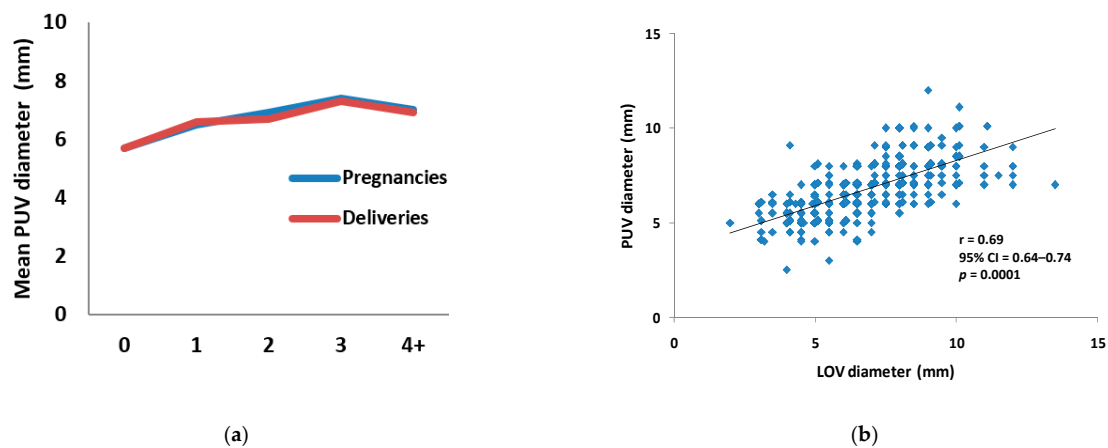 Mean PUV diameter (mm)
10
8
6
4
2
0
0 1 2 3 4+
Pregnancies
Deliveries
(a)
PUV diameter (mm)
15
10
5
0
0 5 10 15
LOV diameter (mm)
r = 0.69
95% CI = 0.64–0.74
p = 0.0001
(b)